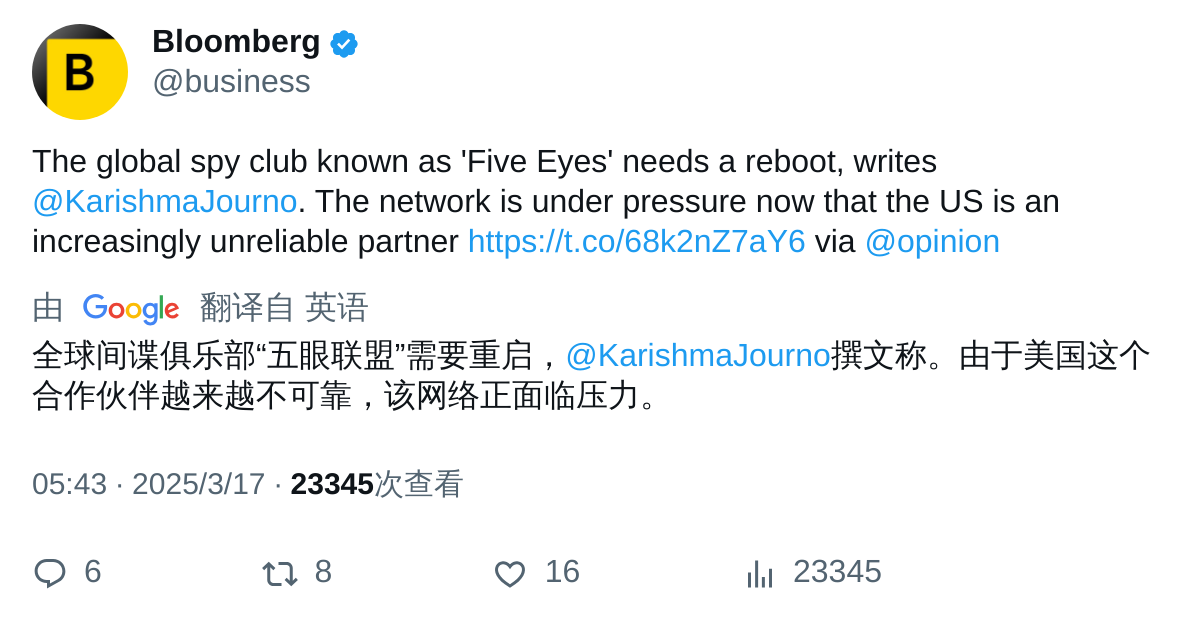 B
Bloomberg
@business
The global spy club known as 'Five Eyes' needs a reboot, writes
@KarishmaJourno. The network is under pressure now that the US is an
increasingly unreliable partner https://t.co/68k2nZ7aY6 via @opinion
由 Google 翻译自 英语
全球间谍俱乐部“五眼联盟”需要重启，@KarishmaJourno撰文称。由于美国这个
合作伙伴越来越不可靠，该网络正面临压力。
05:43 · 2025/3/17 · 23345次查看
6 8 16 23345